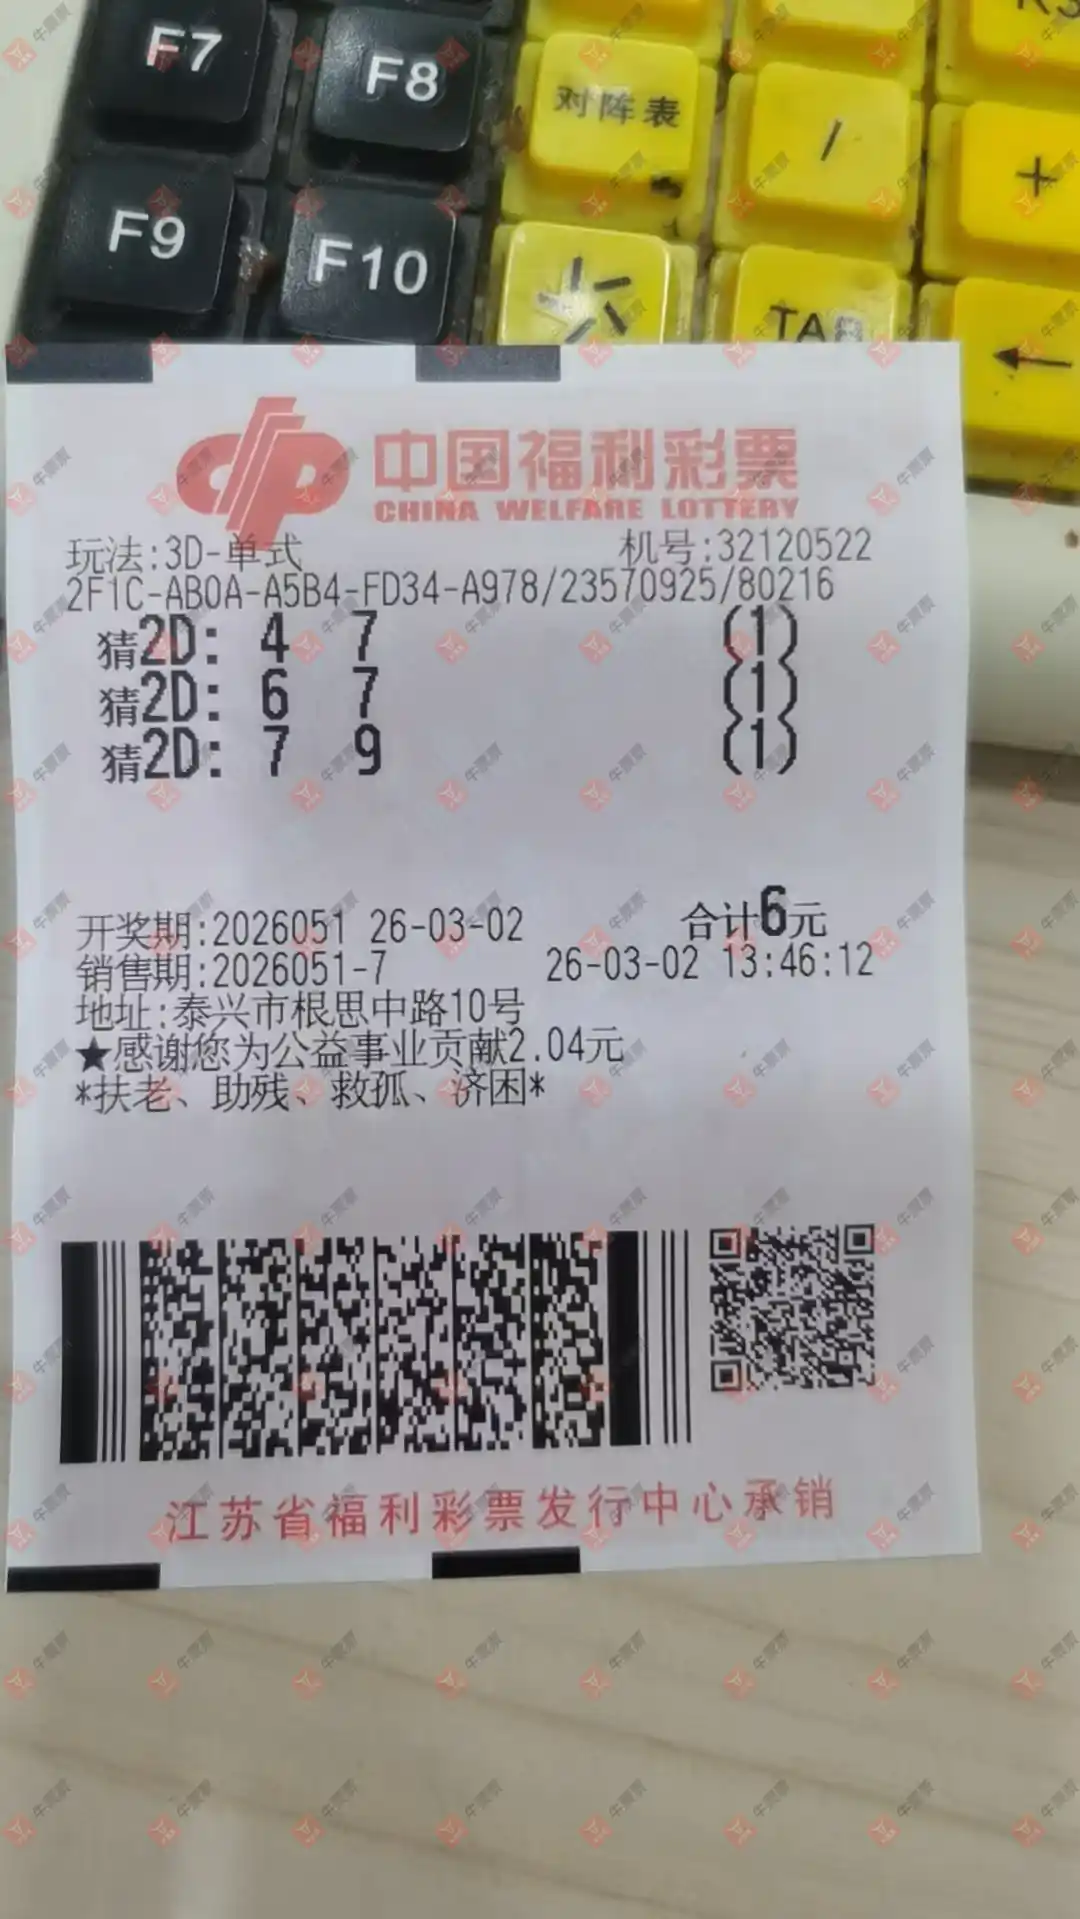 F7
F8
对阵表
/
+
F9
F10
TAB
←
中国福利彩票
CHINA WELFARE LOTTERY
玩法:3D-单式 机号:32120522
2F1C-AB0A-A5B4-FD34-A978/23570925/80216
猜2D: 4 7 (1)
猜2D: 6 7 (1)
猜2D: 7 9 (1)
开奖期:2026051 26-03-02 合计6元
销售期:2026051-7 26-03-02 13:46:12
地址:泰兴市根思中路10号
★感谢您为公益事业贡献2.04元
*扶老、助残、救孤、济困*
江苏省福利彩票发行中心承销
牛票票